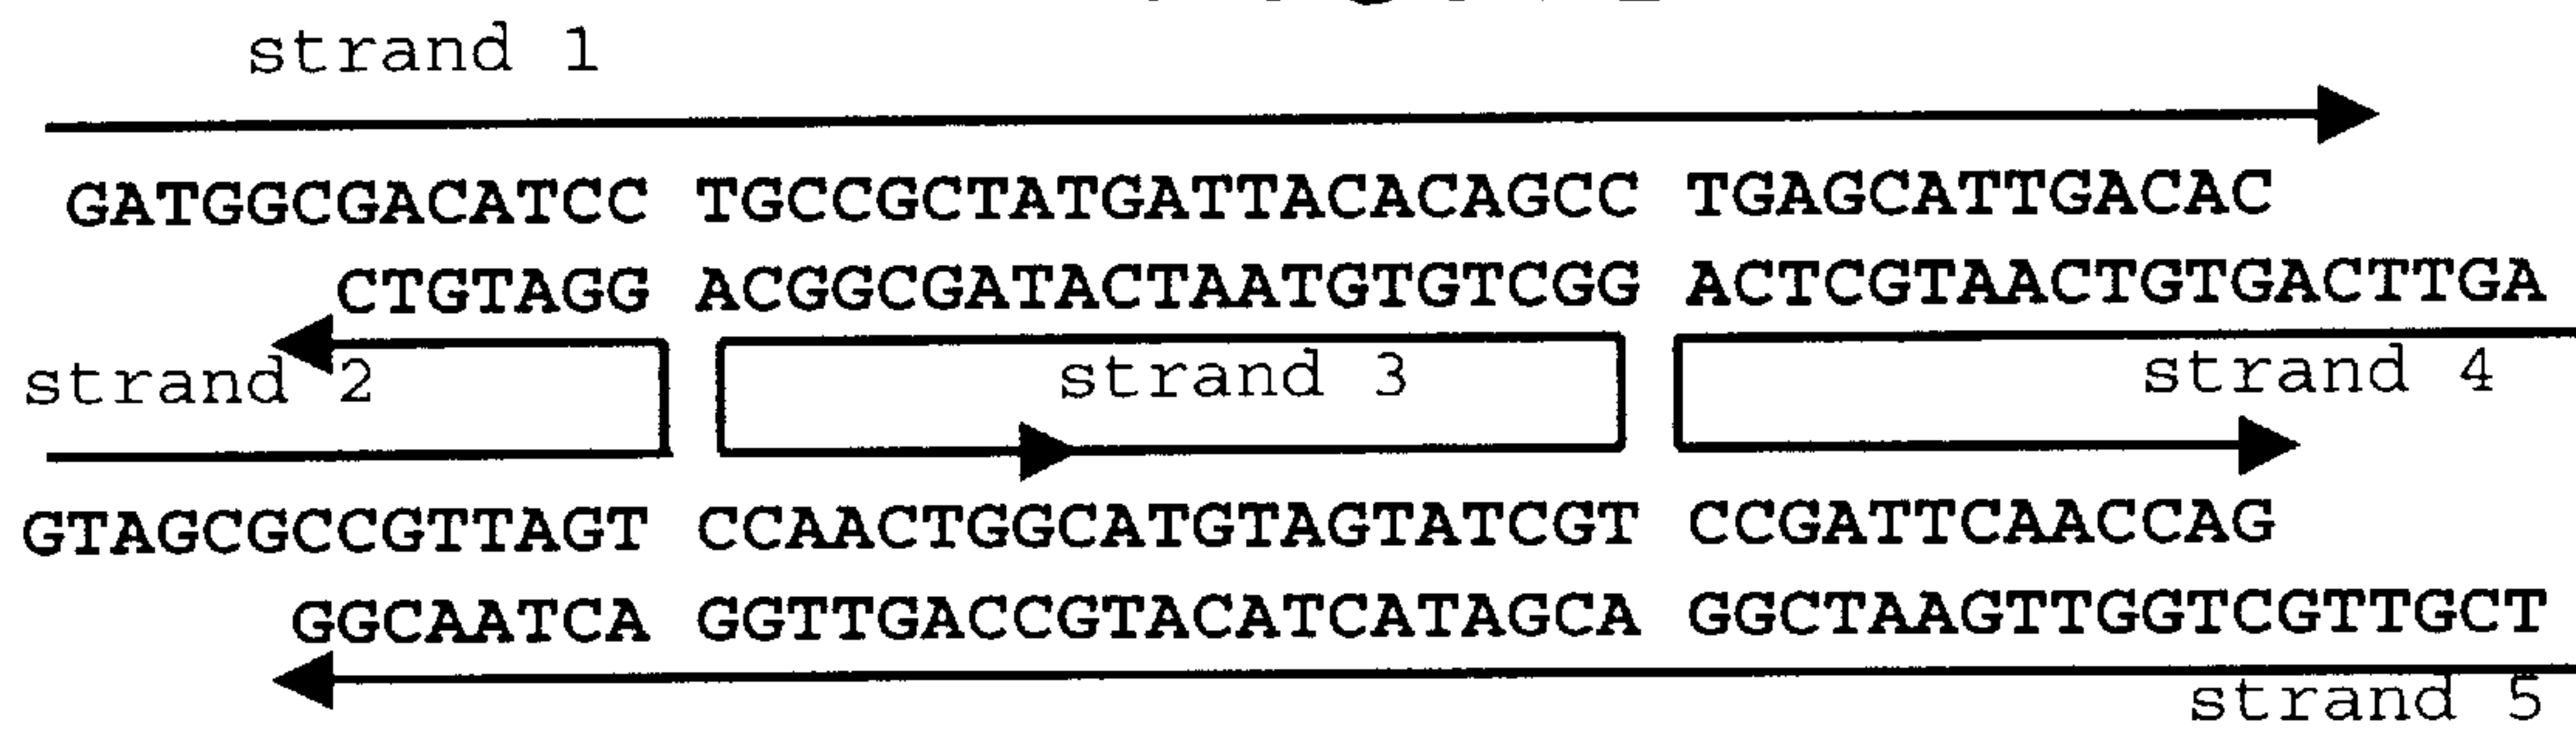 strand 1
GATGGCGACATCC TGCCGCTATGATTACACAGCC TGAGCATTGACAC
CTGTAGG ACGGCGATACTAATGTGTCGG ACTCGTAACTGTGACTTGA
strand 2 strand 3 strand 4
GTAGCGCCGTTAGT CCAACTGGCATGTAGTATCGT CCGATTCAACCAG
GGCAATCA GGTTGACCGTACATCATAGCA GGCTAAGTTGGTCGTTGCT
strand 5